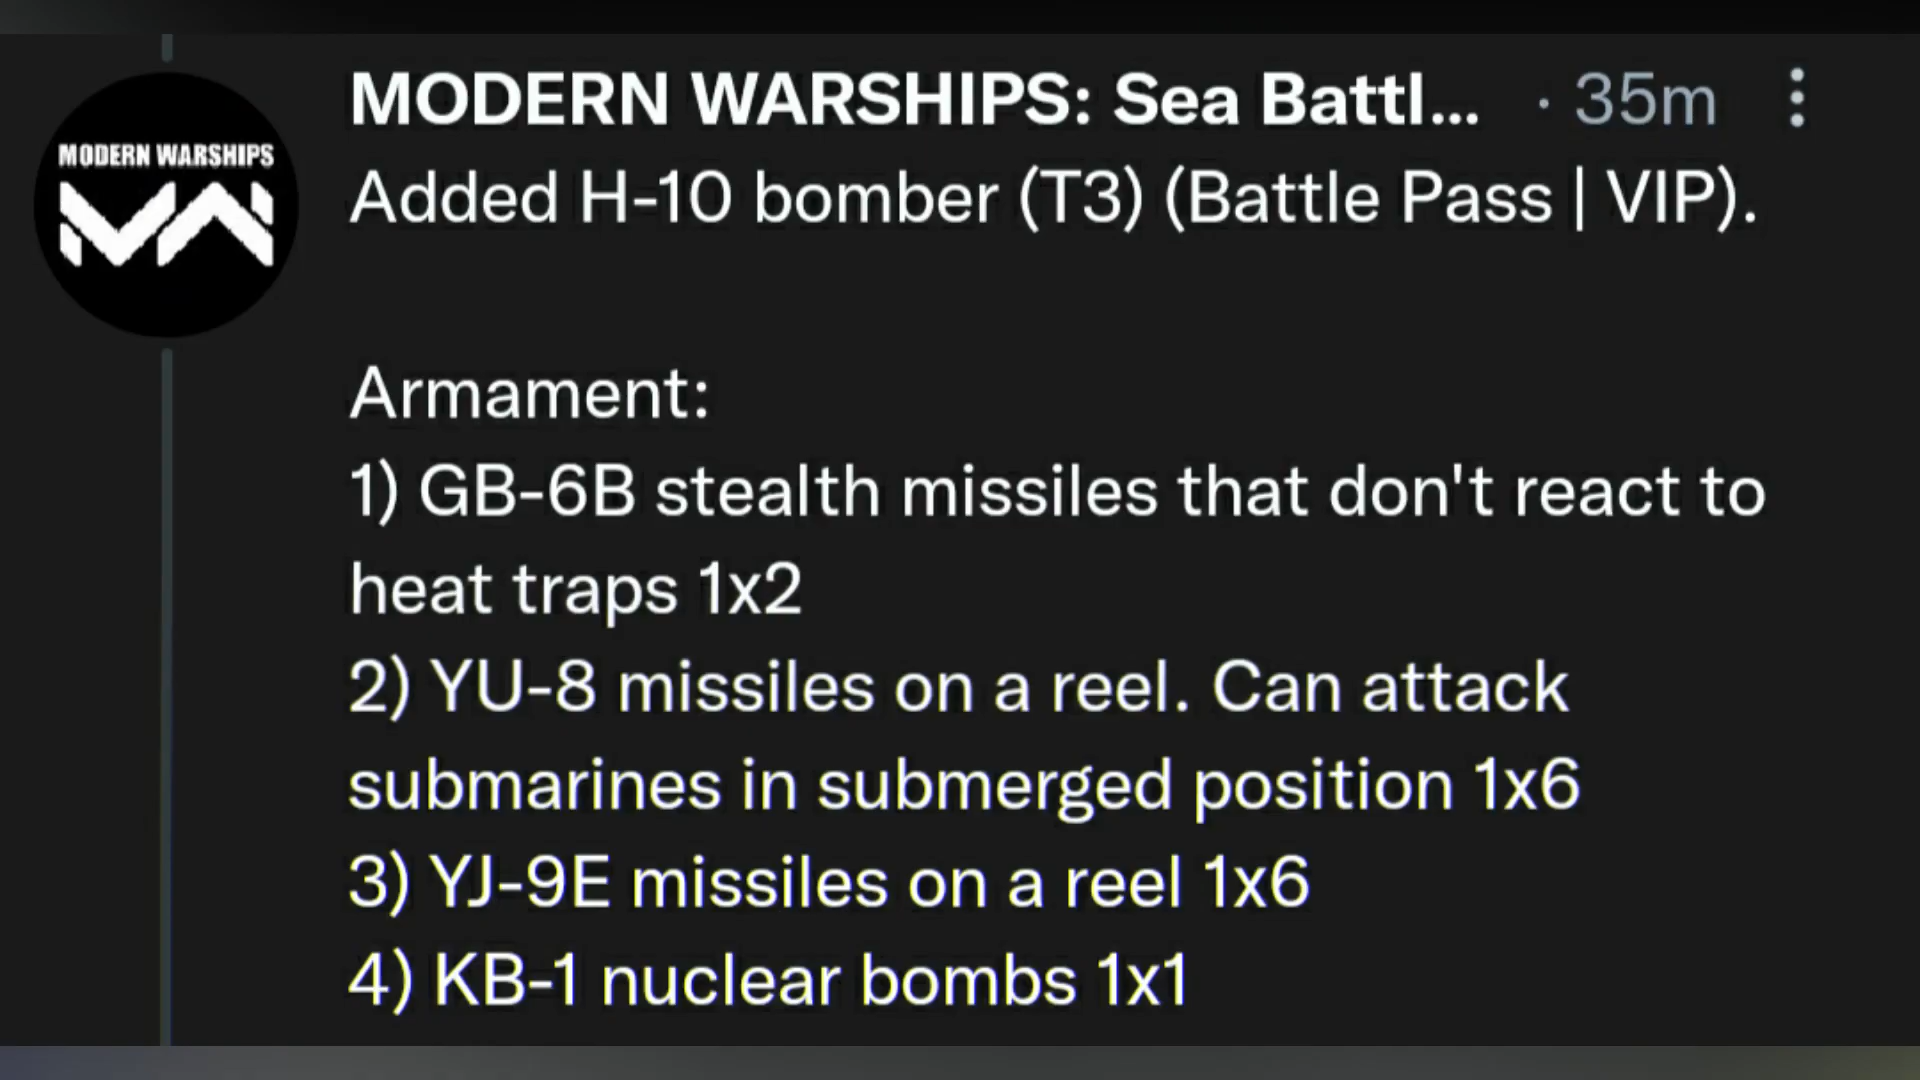 MODERN WARSHIPS
MODERN WARSHIPS: Sea Battl... · 35m
Added H-10 bomber (T3) (Battle Pass | VIP).
Armament:
1) GB-6B stealth missiles that don't react to
heat traps 1x2
2) YU-8 missiles on a reel. Can attack
submarines in submerged position 1x6
3) YJ-9E missiles on a reel 1x6
4) KB-1 nuclear bombs 1x1